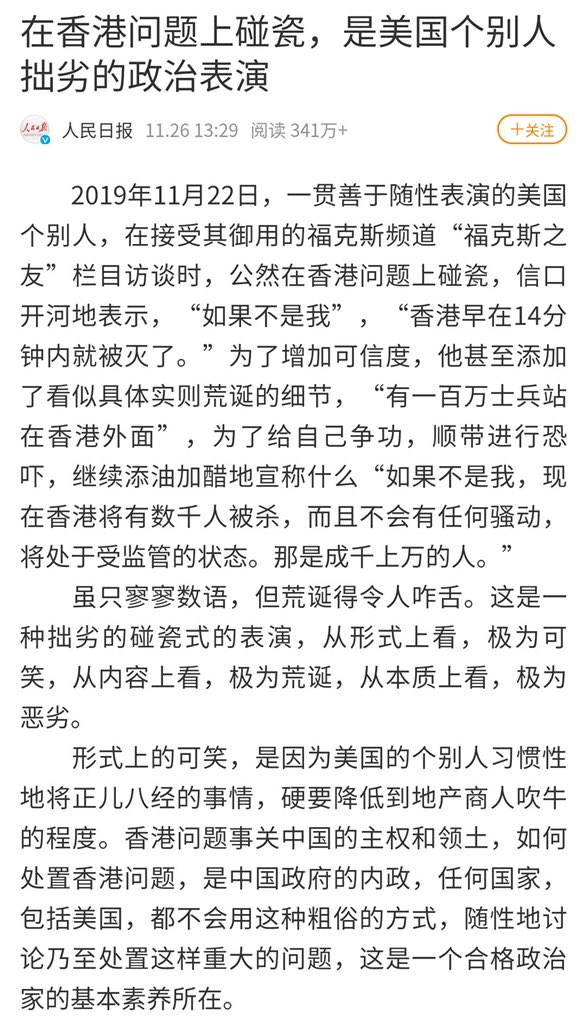 在香港问题上碰瓷，是美国个别人
拙劣的政治表演
人民日报 11.26 13:29 阅读 341万+
+关注
2019年11月22日，一贯善于随性表演的美国
个别人，在接受其御用的福克斯频道“福克斯之
友”栏目访谈时，公然在香港问题上碰瓷，信口
开河地表示，“如果不是我”，“香港早在14分
钟内就被灭了。”为了增加可信度，他甚至添加
了看似具体实则荒诞的细节，“有一百万士兵站
在香港外面”，为了给自己争功，顺带进行恐
吓，继续添油加醋地宣称什么“如果不是我，现
在香港将有数千人被杀，而且不会有任何骚动，
将处于受监管的状态。那是成千上万的人。”
虽只寥寥数语，但荒诞得令人咋舌。这是一
种拙劣的碰瓷式的表演，从形式上看，极为可
笑，从内容上看，极为荒诞，从本质上看，极为
恶劣。
形式上的可笑，是因为美国的个别人习惯性
地将正儿八经的事情，硬要降低到地产商人吹牛
的程度。香港问题事关中国的主权和领土，如何
处置香港问题，是中国政府的内政，任何国家，
包括美国，都不会用这种粗俗的方式，随性地讨
论乃至处置这样重大的问题，这是一个合格政治
家的基本素养所在。